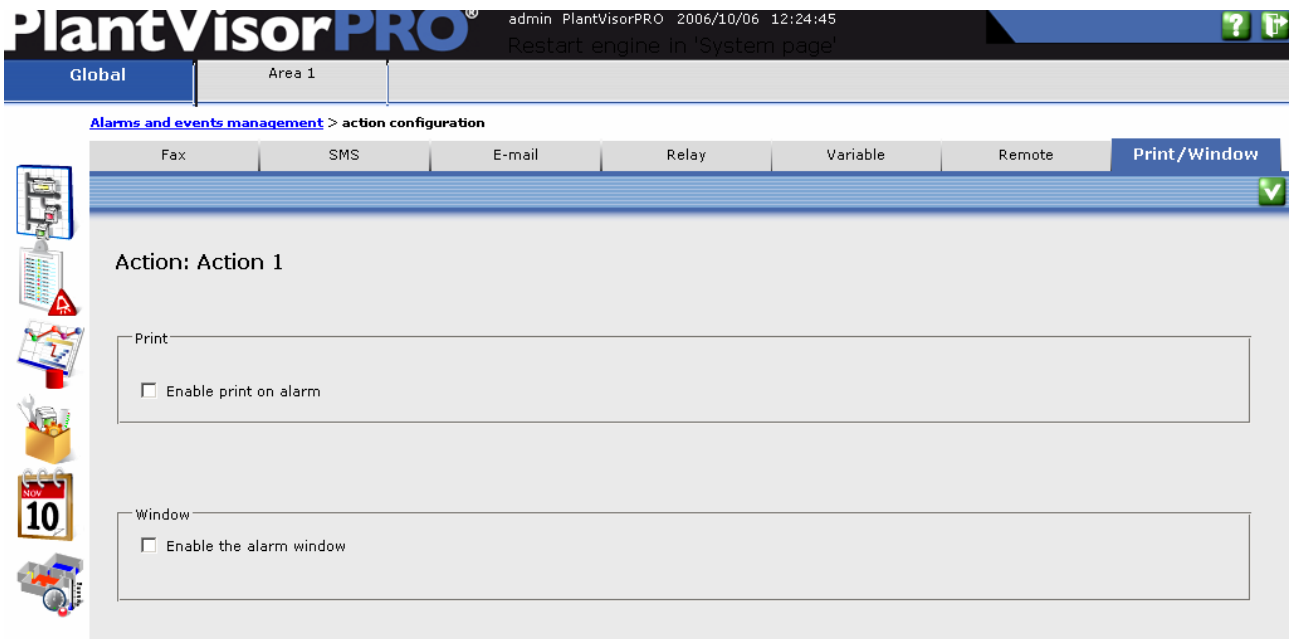 PlantVisorPRO® admin PlantVisorPRO 2006/10/06 12:24:45
Restart engine in 'System page'
Global Area 1
Alarms and events management > action configuration
Fax SMS E-mail Relay Variable Remote Print/Window
Action: Action 1
Print
Enable print on alarm
NOV
10
Window
Enable the alarm window